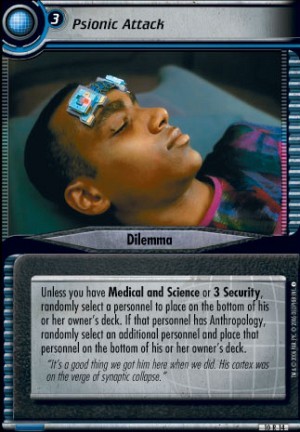 3
Psionic Attack
Dilemma
Unless you have Medical and Science or 3 Security,
randomly select a personnel to place on the bottom of his
or her owner's deck. If that personnel has Anthropology,
randomly select an additional personnel and place that
personnel on the bottom of his or her owner's deck.
"It's a good thing we got him here when we did. His cortex was
on the verge of synaptic collapse."